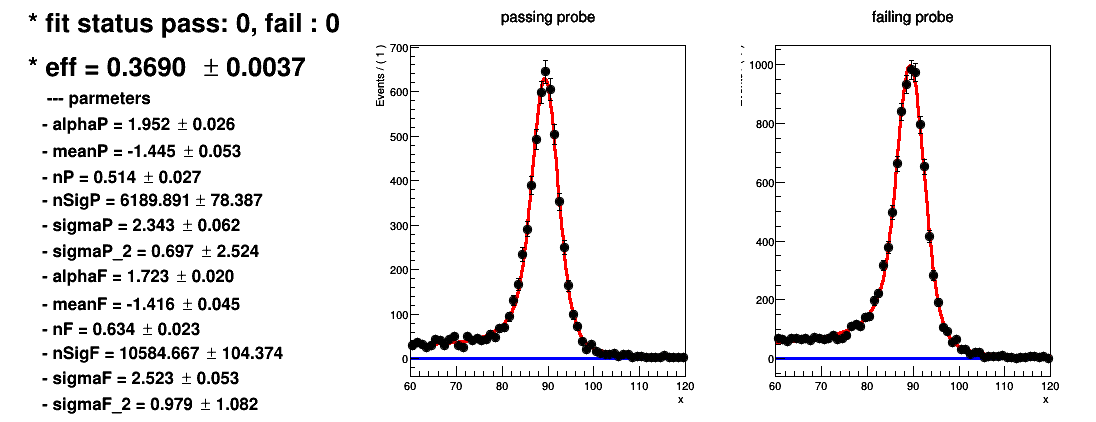 * fit status pass: 0, fail : 0
* eff = 0.3690 ± 0.0037
--- parmeters
- alphaP = 1.952 ± 0.026
- meanP = -1.445 ± 0.053
- nP = 0.514 ± 0.027
- nSigP = 6189.891 ± 78.387
- sigmaP = 2.343 ± 0.062
- sigmaP_2 = 0.697 ± 2.524
- alphaF = 1.723 ± 0.020
- meanF = -1.416 ± 0.045
- nF = 0.634 ± 0.023
- nSigF = 10584.667 ± 104.374
- sigmaF = 2.523 ± 0.053
- sigmaF_2 = 0.979 ± 1.082
passing probe
Events / ( 1 )
700
600
500
400
300
200
100
0
60 70 80 90 100 110 120
x
failing probe
1000
800
600
400
200
0
60 70 80 90 100 110 120
x